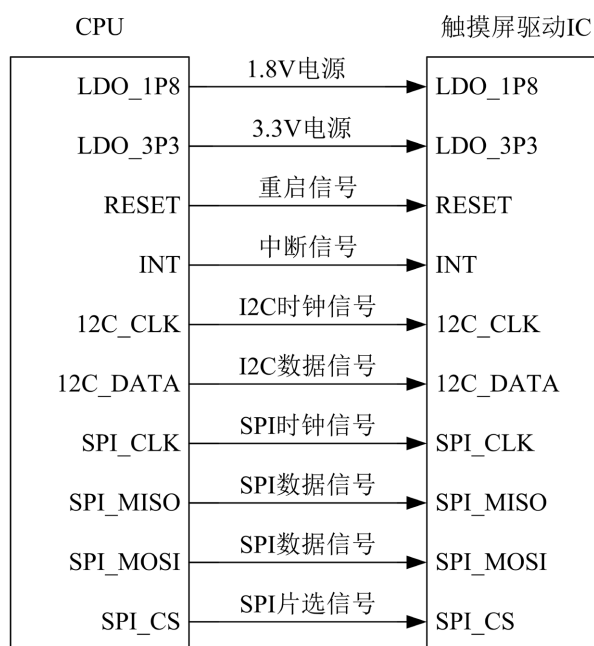 CPU 触摸屏驱动IC
LDO_1P8 1.8V电源 LDO_1P8
LDO_3P3 3.3V电源 LDO_3P3
RESET 重启信号 RESET
INT 中断信号 INT
12C_CLK I2C时钟信号 12C_CLK
12C_DATA I2C数据信号 12C_DATA
SPI_CLK SPI时钟信号 SPI_CLK
SPI_MISO SPI数据信号 SPI_MISO
SPI_MOSI SPI数据信号 SPI_MOSI
SPI_CS SPI片选信号 SPI_CS